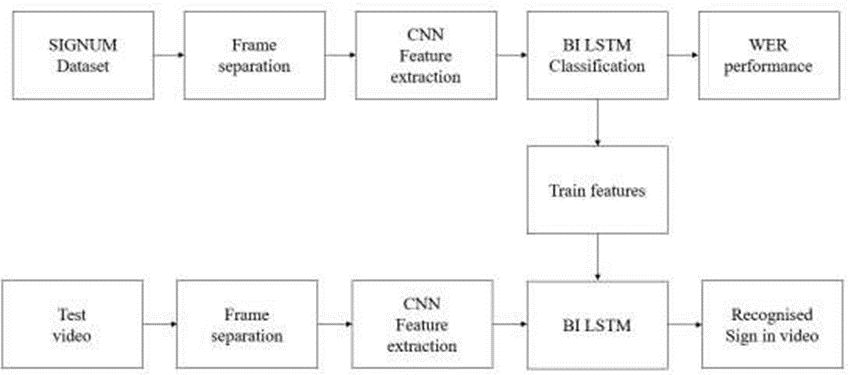 SIGNUM
Dataset
Frame
separation
CNN
Feature
extraction
BI LSTM
Classification
WER
performance
Train features
Test
video
Frame
separation
CNN
Feature
extraction
BI LSTM
Recognised
Sign in video